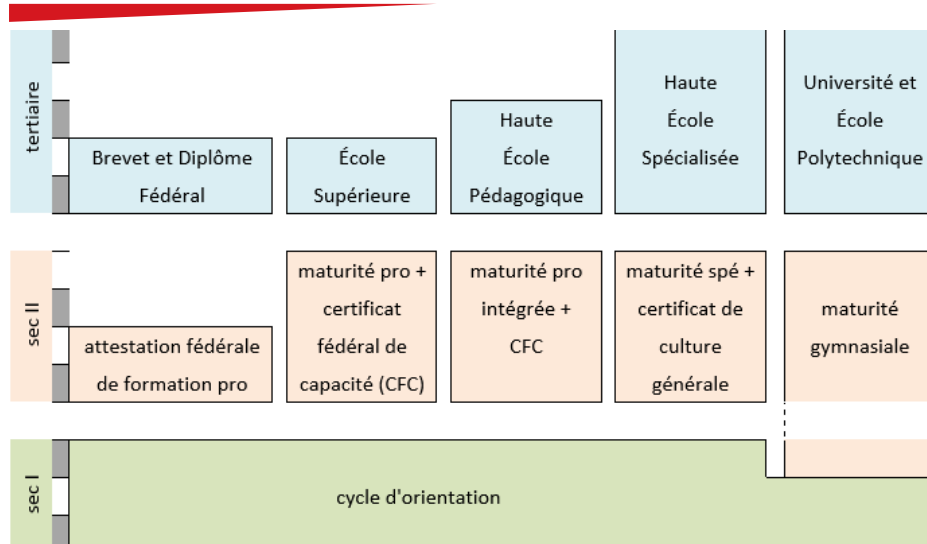 tertiaire
Brevet et Diplôme
Fédéral
École
Supérieure
Haute
École
Pédagogique
Haute
École
Spécialisée
Université et
École
Polytechnique
sec II
attestation fédérale
de formation pro
maturité pro +
certificat
fédéral de
capacité (CFC)
maturité pro
intégrée +
CFC
maturité spé +
certificat de
culture
générale
maturité
gymnasiale
sec I
cycle d'orientation